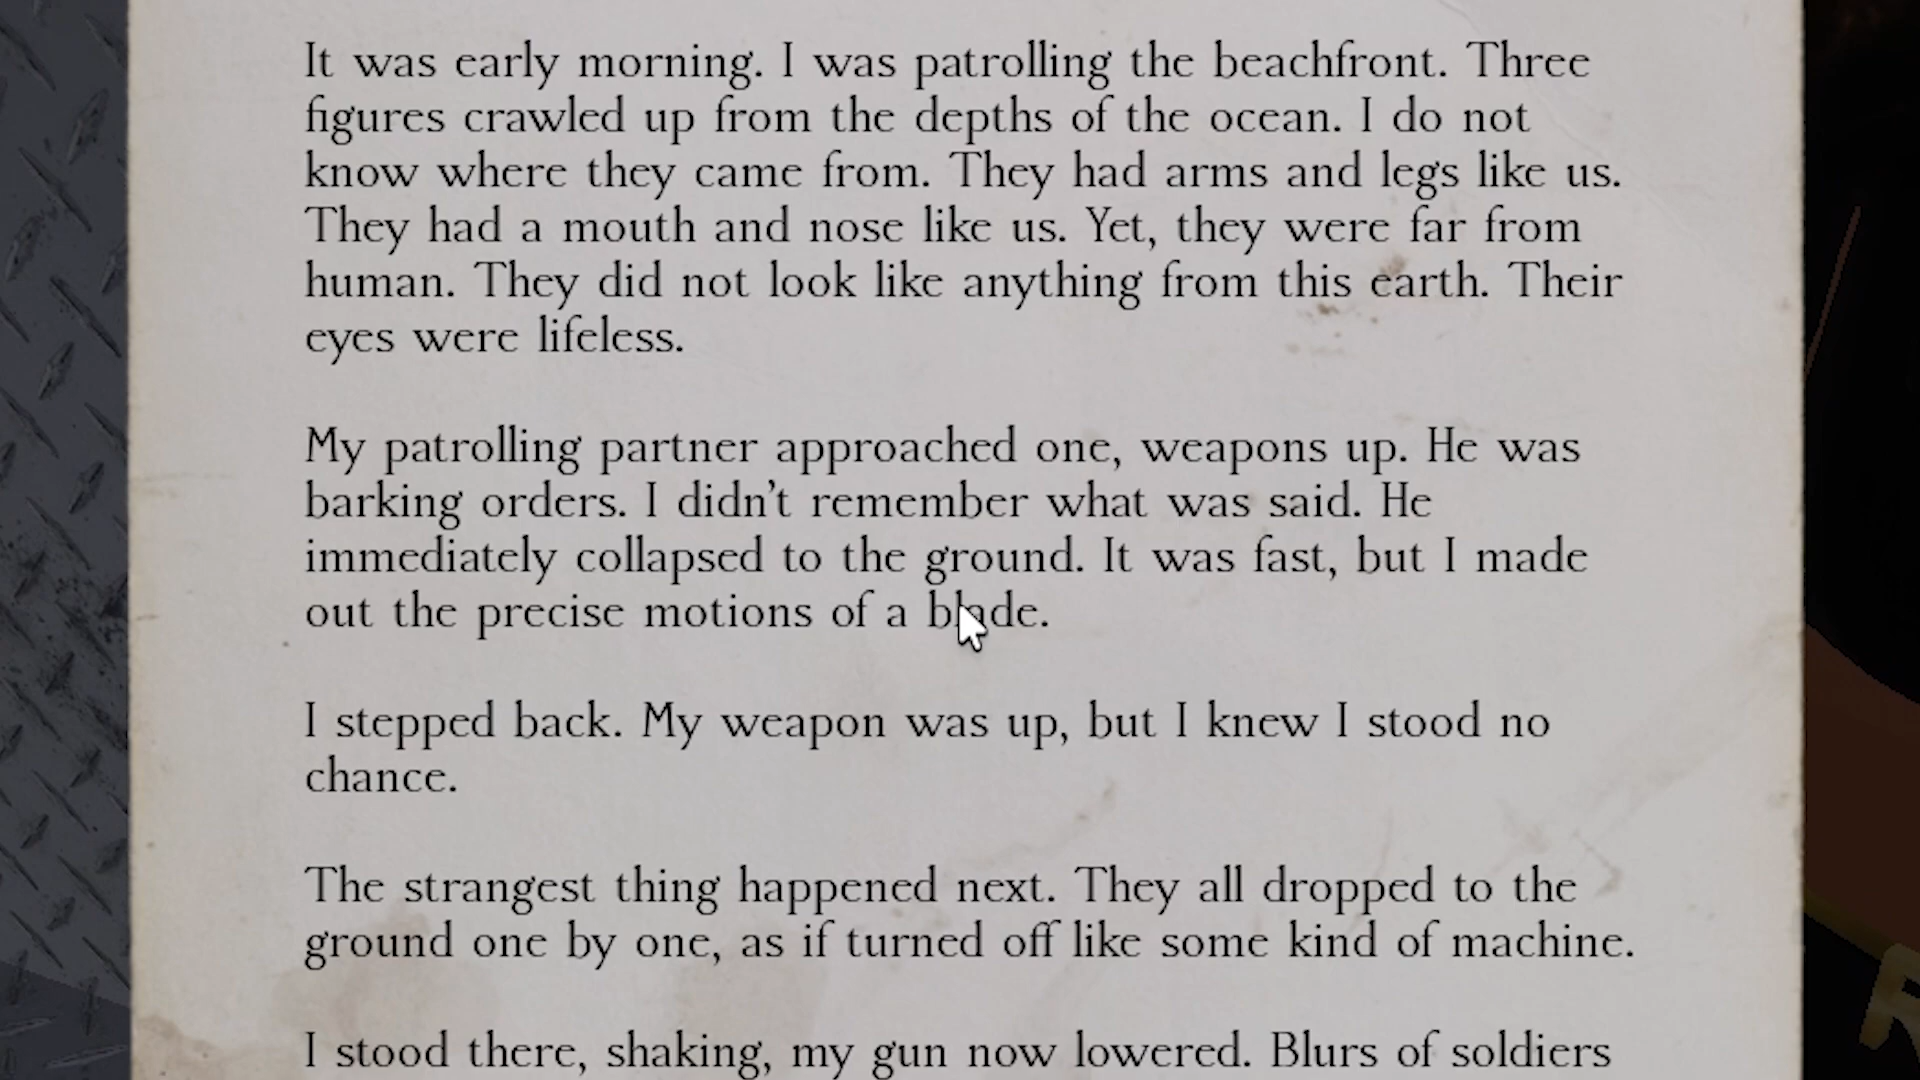 It was early morning. I was patrolling the beachfront. Three
figures crawled up from the depths of the ocean. I do not
know where they came from. They had arms and legs like us.
They had a mouth and nose like us. Yet, they were far from
human. They did not look like anything from this earth. Their
eyes were lifeless.
My patrolling partner approached one, weapons up. He was
barking orders. I didn’t remember what was said. He
immediately collapsed to the ground. It was fast, but I made
out the precise motions of a blade.
I stepped back. My weapon was up, but I knew I stood no
chance.
The strangest thing happened next. They all dropped to the
ground one by one, as if turned off like some kind of machine.
I stood there, shaking, my gun now lowered. Blurs of soldiers